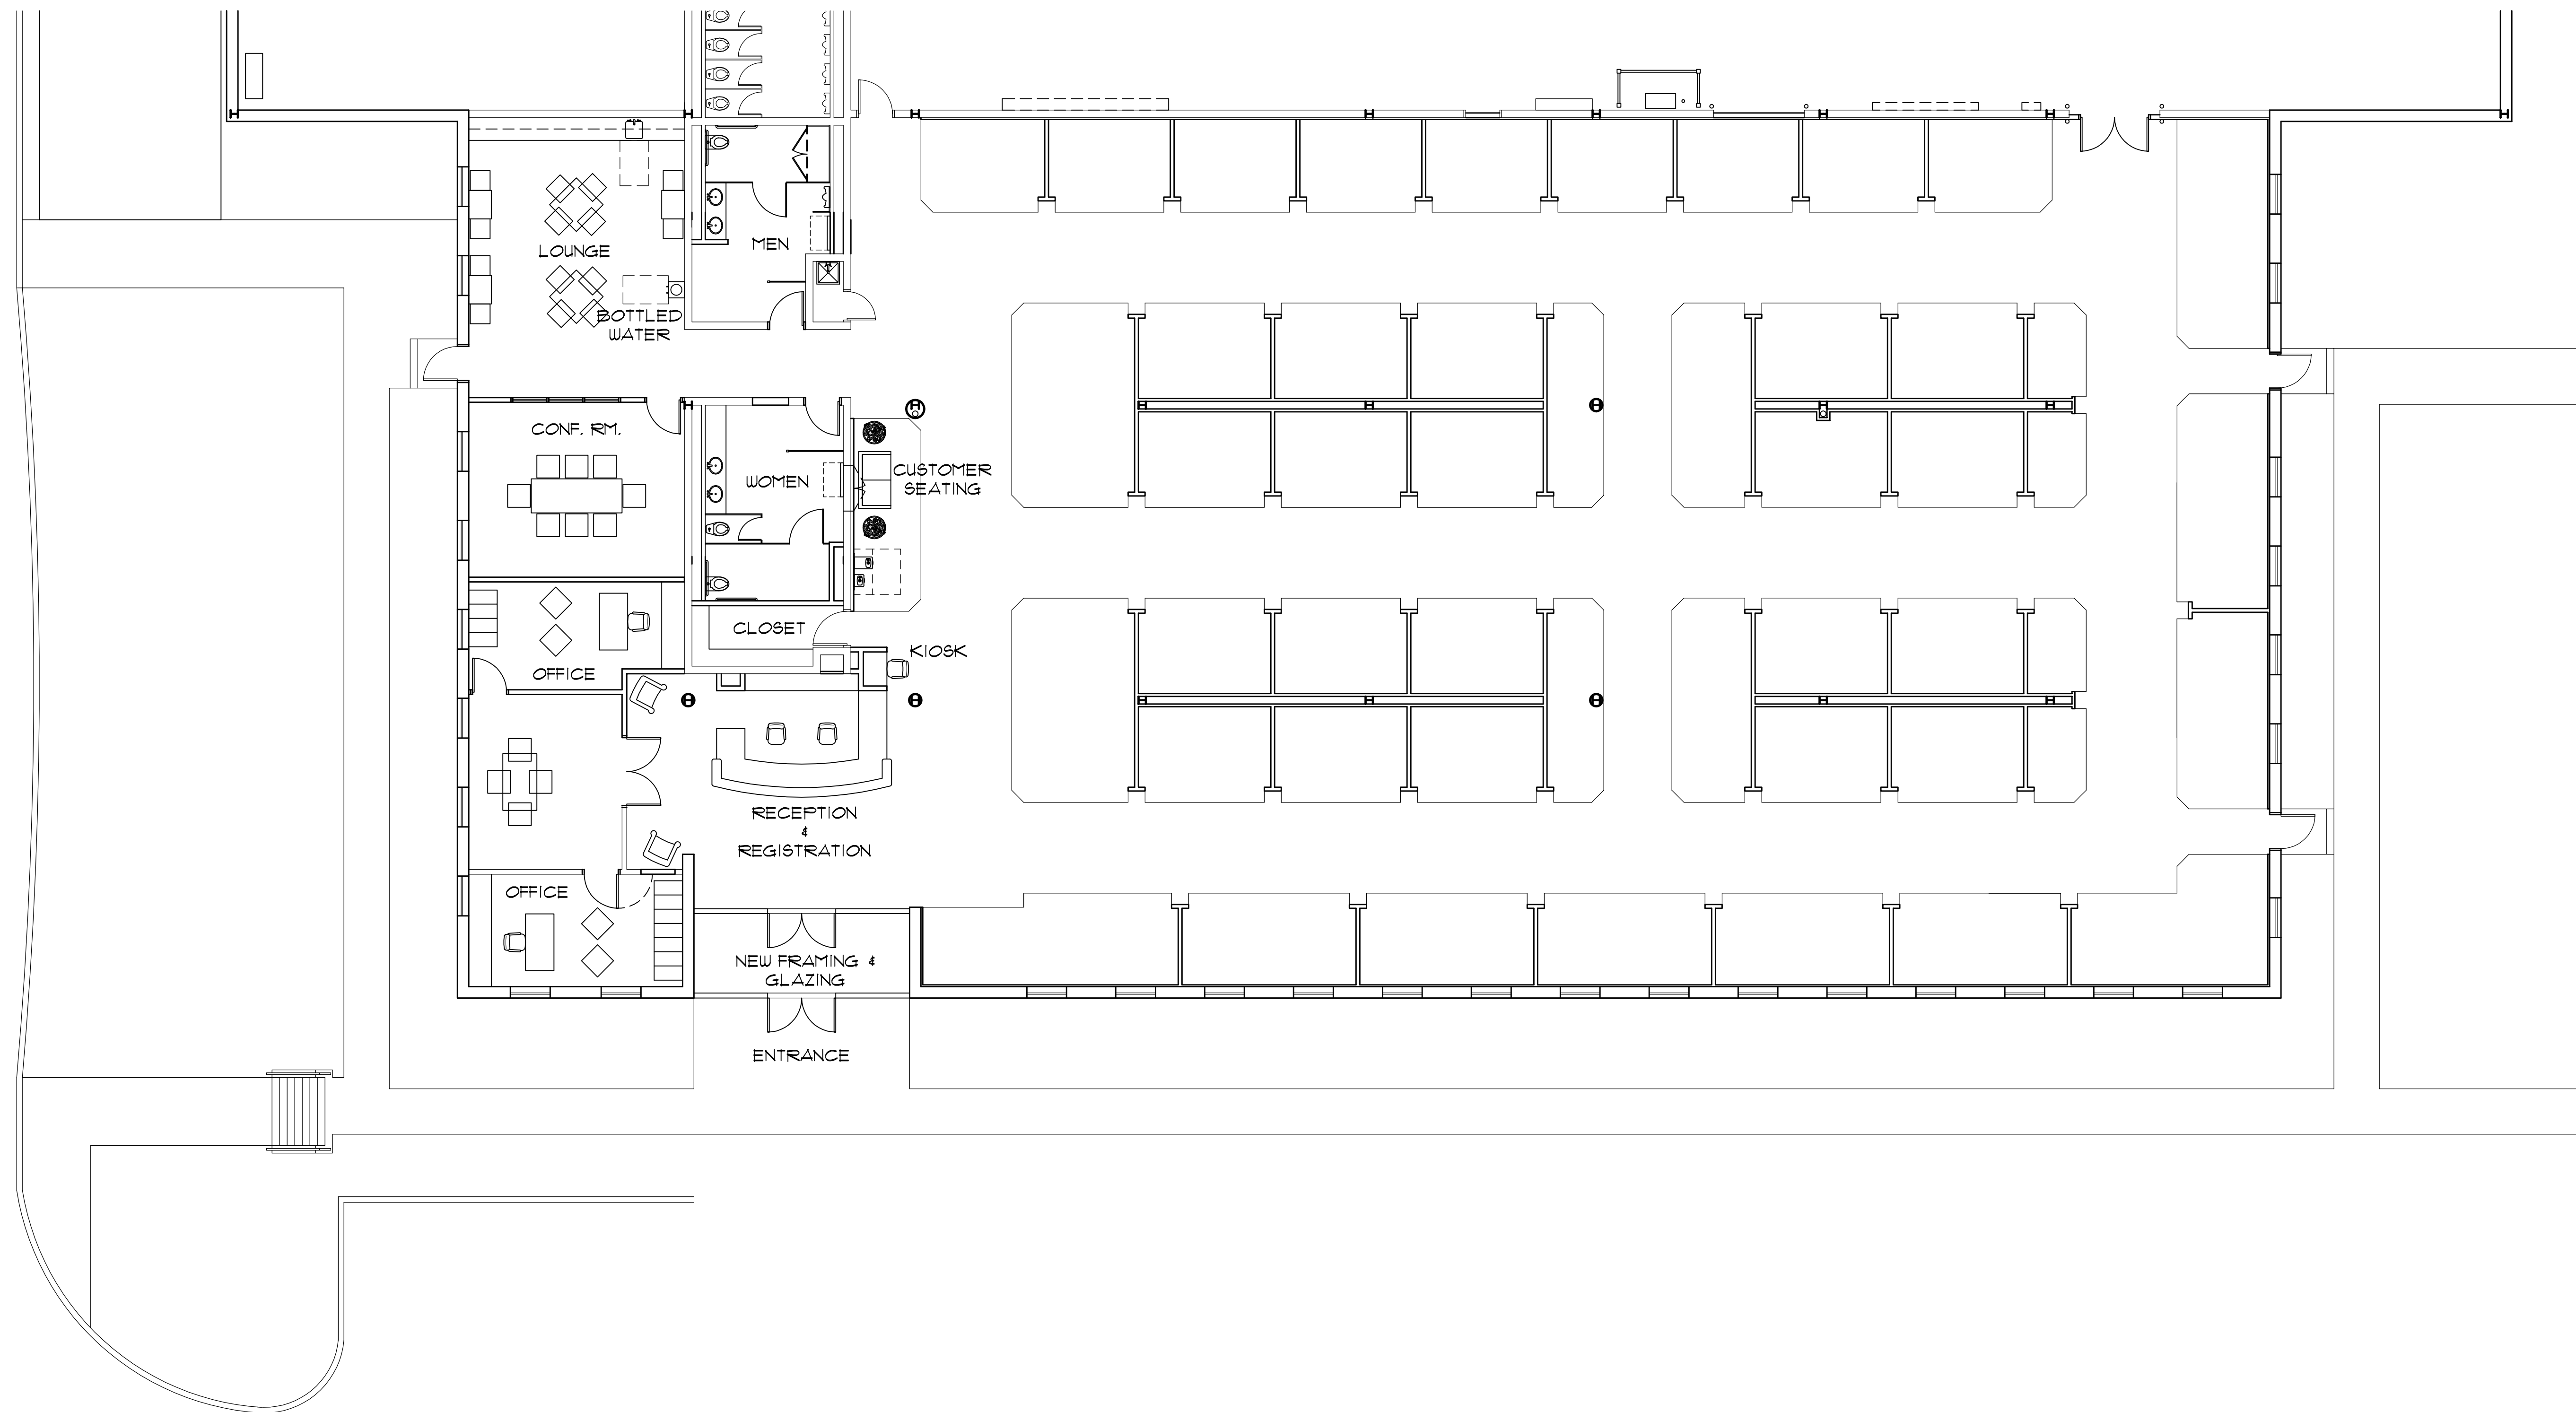 MEN
LOUNGE
BOTTLED
WATER
CONF. RM.
WOMEN
CUSTOMER
SEATING
CLOSET
KIOSK
OFFICE
RECEPTION
&
REGISTRATION
OFFICE
NEW FRAMING &
GLAZING
ENTRANCE